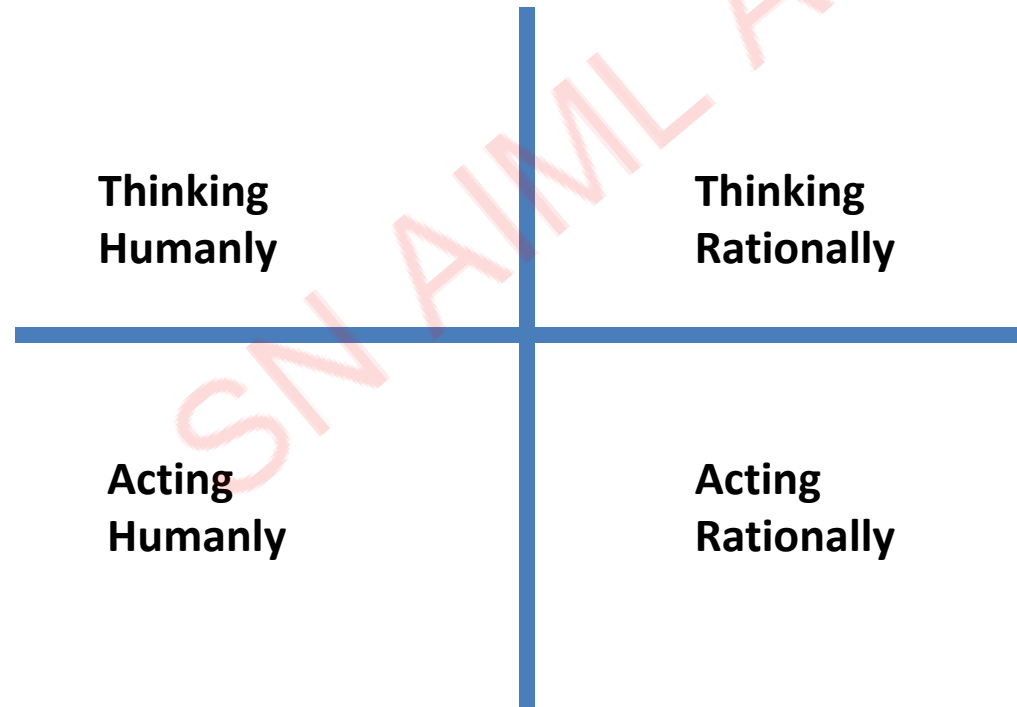 Thinking
Humanly
Thinking
Rationally
Acting
Humanly
Acting
Rationally
SN AIML A